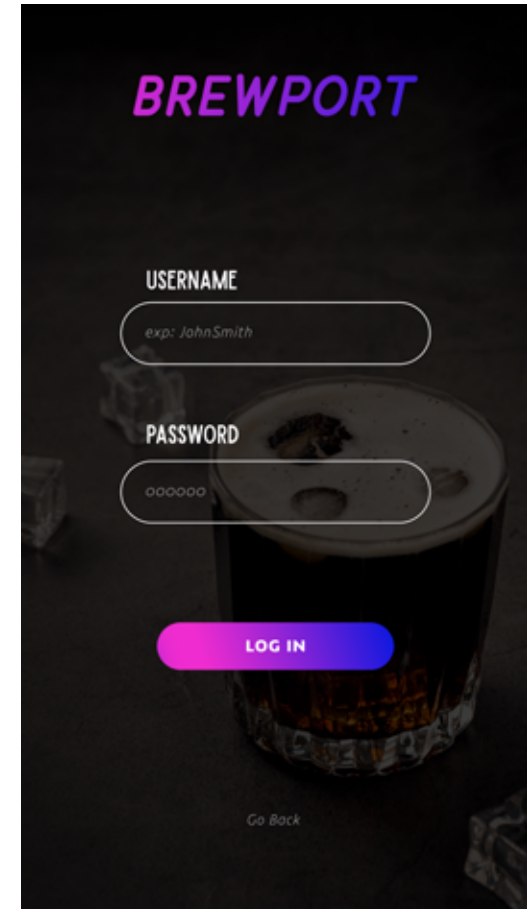 BREWPORT
USERNAME
exp: JohnSmith
PASSWORD
oooooo
LOG IN
Go Back